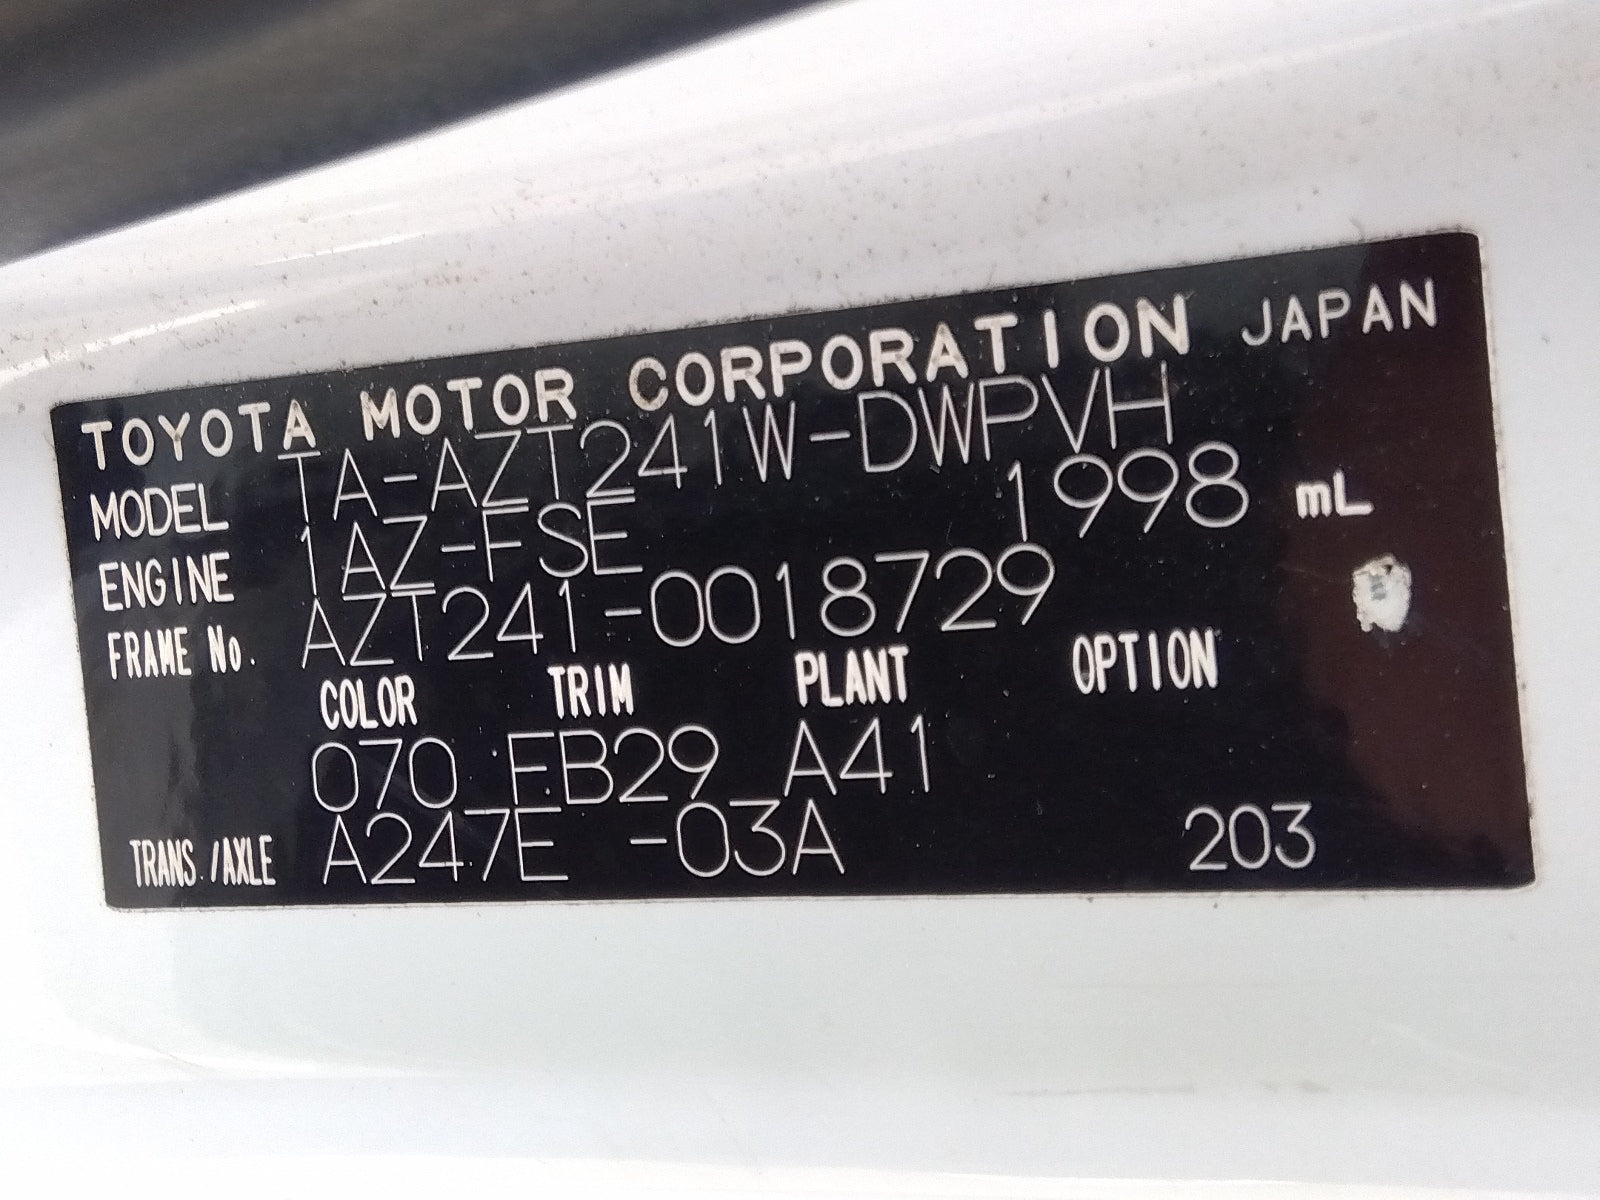 TOYOTA MOTOR CORPORATION JAPAN
MODEL TA-AZT241W-DWPVH
ENGINE 1AZ-FSE 1998 mL
FRAME No. AZT241-0018729
COLOR TRIM PLANT OPTION
070 FB29 A41
TRANS./AXLE A247E -03A 203